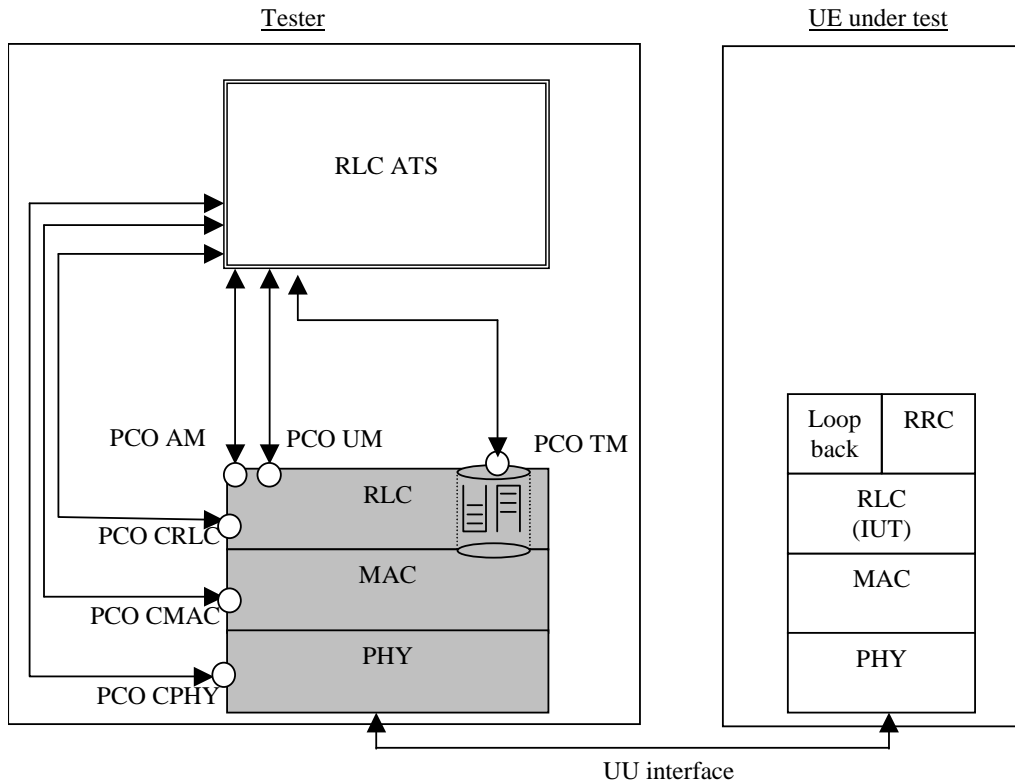 Tester
UE under test
RLC ATS
PCO AM
PCO UM
PCO TM
Loop
back
RRC
RLC
RLC
(IUT)
PCO CRLC
MAC
MAC
PCO CMAC
PHY
PHY
PCO CPHY
UU interface